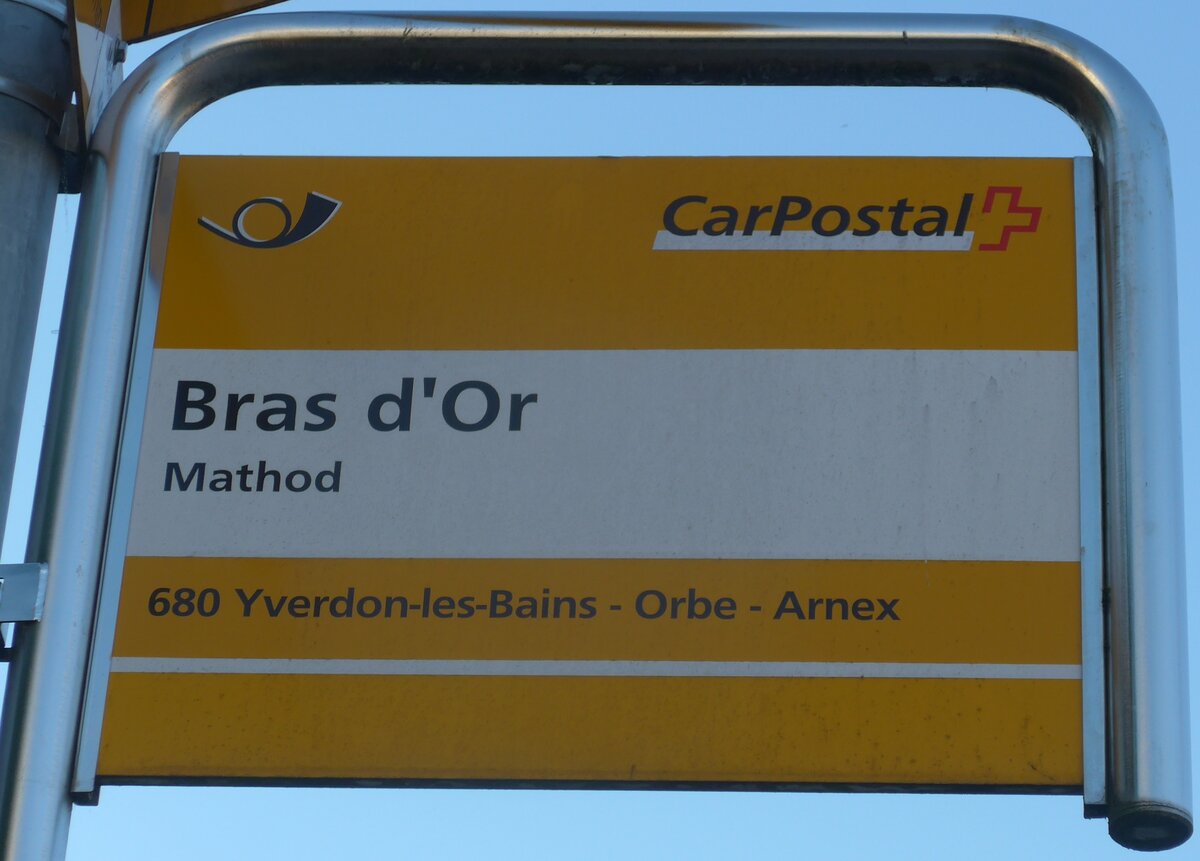 CarPostal
Bras d'Or
Mathod
680 Yverdon-les-Bains - Orbe - Arnex